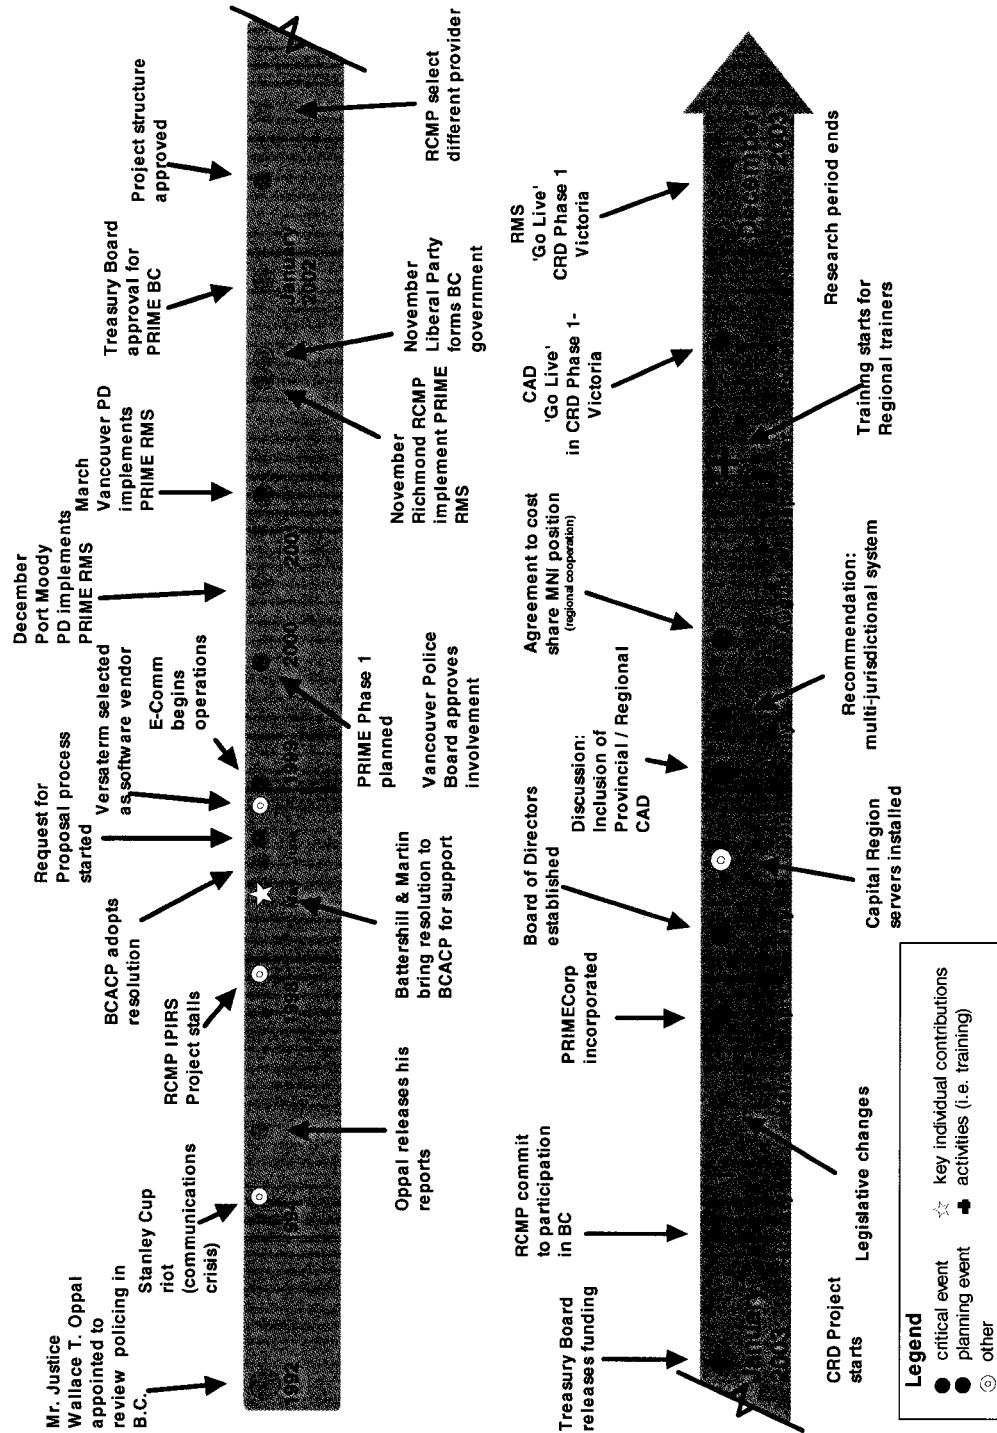 Mr. Justice
Wallace T. Oppal
appointed to
review policing in
B.C.
Stanley Cup
riot
(communications
crisis)
RCMP IPIRS
Project stalls
BCACP adopts
resolution
Request for
Proposal process
started
Versaterm selected
as software vendor
E-Comm
begins
operations
December
Port Moody
PD implements
PRIME RMS
March
Vancouver PD
implements
PRIME RMS
Treasury Board
approval for
PRIME BC
Project structure
approved
1992
1994
1998
May
June
1999
2000
2001
January
2002
Oppal releases his
reports
Battershill & Martin
bring resolution to
BCACP for support
PRIME Phase 1
planned
Vancouver Police
Board approves
involvement
November
Richmond RCMP
implement PRIME
RMS
November
Liberal Party
forms BC
government
RCMP select
different provider
Treasury Board
releases funding
RCMP commit
to participation
in BC
PRIMECorp
incorporated
Board of Directors
established
Discussion:
Inclusion of
Provincial / Regional
CAD
Agreement to cost
share MNI position
(regional cooperation)
CAD
'Go Live'
in CRD Phase 1-
Victoria
RMS
'Go Live'
CRD Phase 1
Victoria
January
2003
December
2003
CRD Project
starts
Legislative changes
Capital Region
servers installed
Recommendation:
multi-jurisdictional system
Training starts for
Regional trainers
Research period ends
Legend
critical event
planning event
other
key individual contributions
activities (i.e. training)